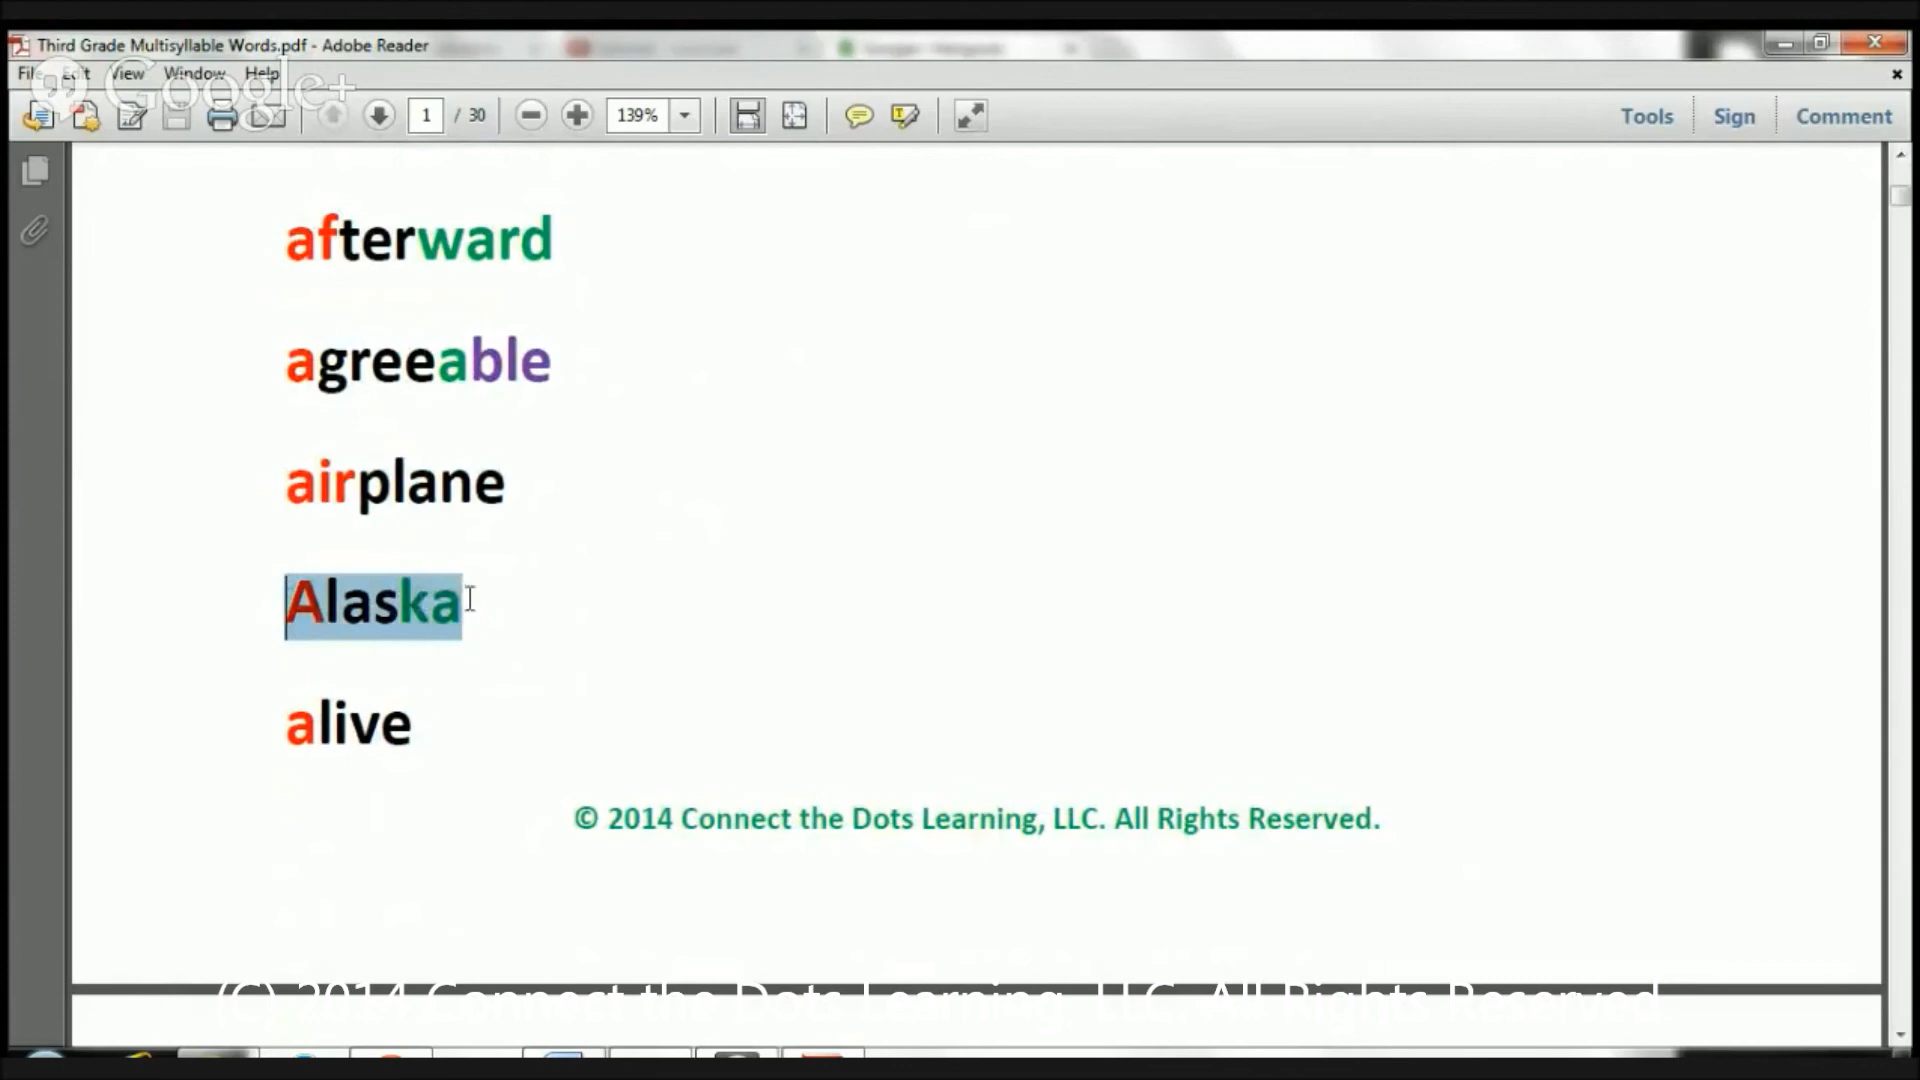 Third Grade Multisyllable Words.pdf - Adobe Reader
File Edit View Window Help
Google+
1 / 30 139% Tools Sign Comment
afterward
agreeable
airplane
Alaska
alive
© 2014 Connect the Dots Learning, LLC. All Rights Reserved.
(C) 2014 Connect the Dots Learning, LLC. All Rights Reserved.